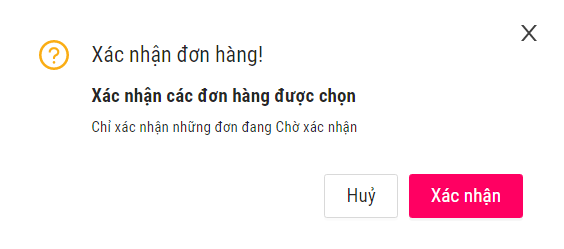 Xác nhận đơn hàng!
Xác nhận các đơn hàng được chọn
Chỉ xác nhận những đơn đang Chờ xác nhận
Huỷ
Xác nhận